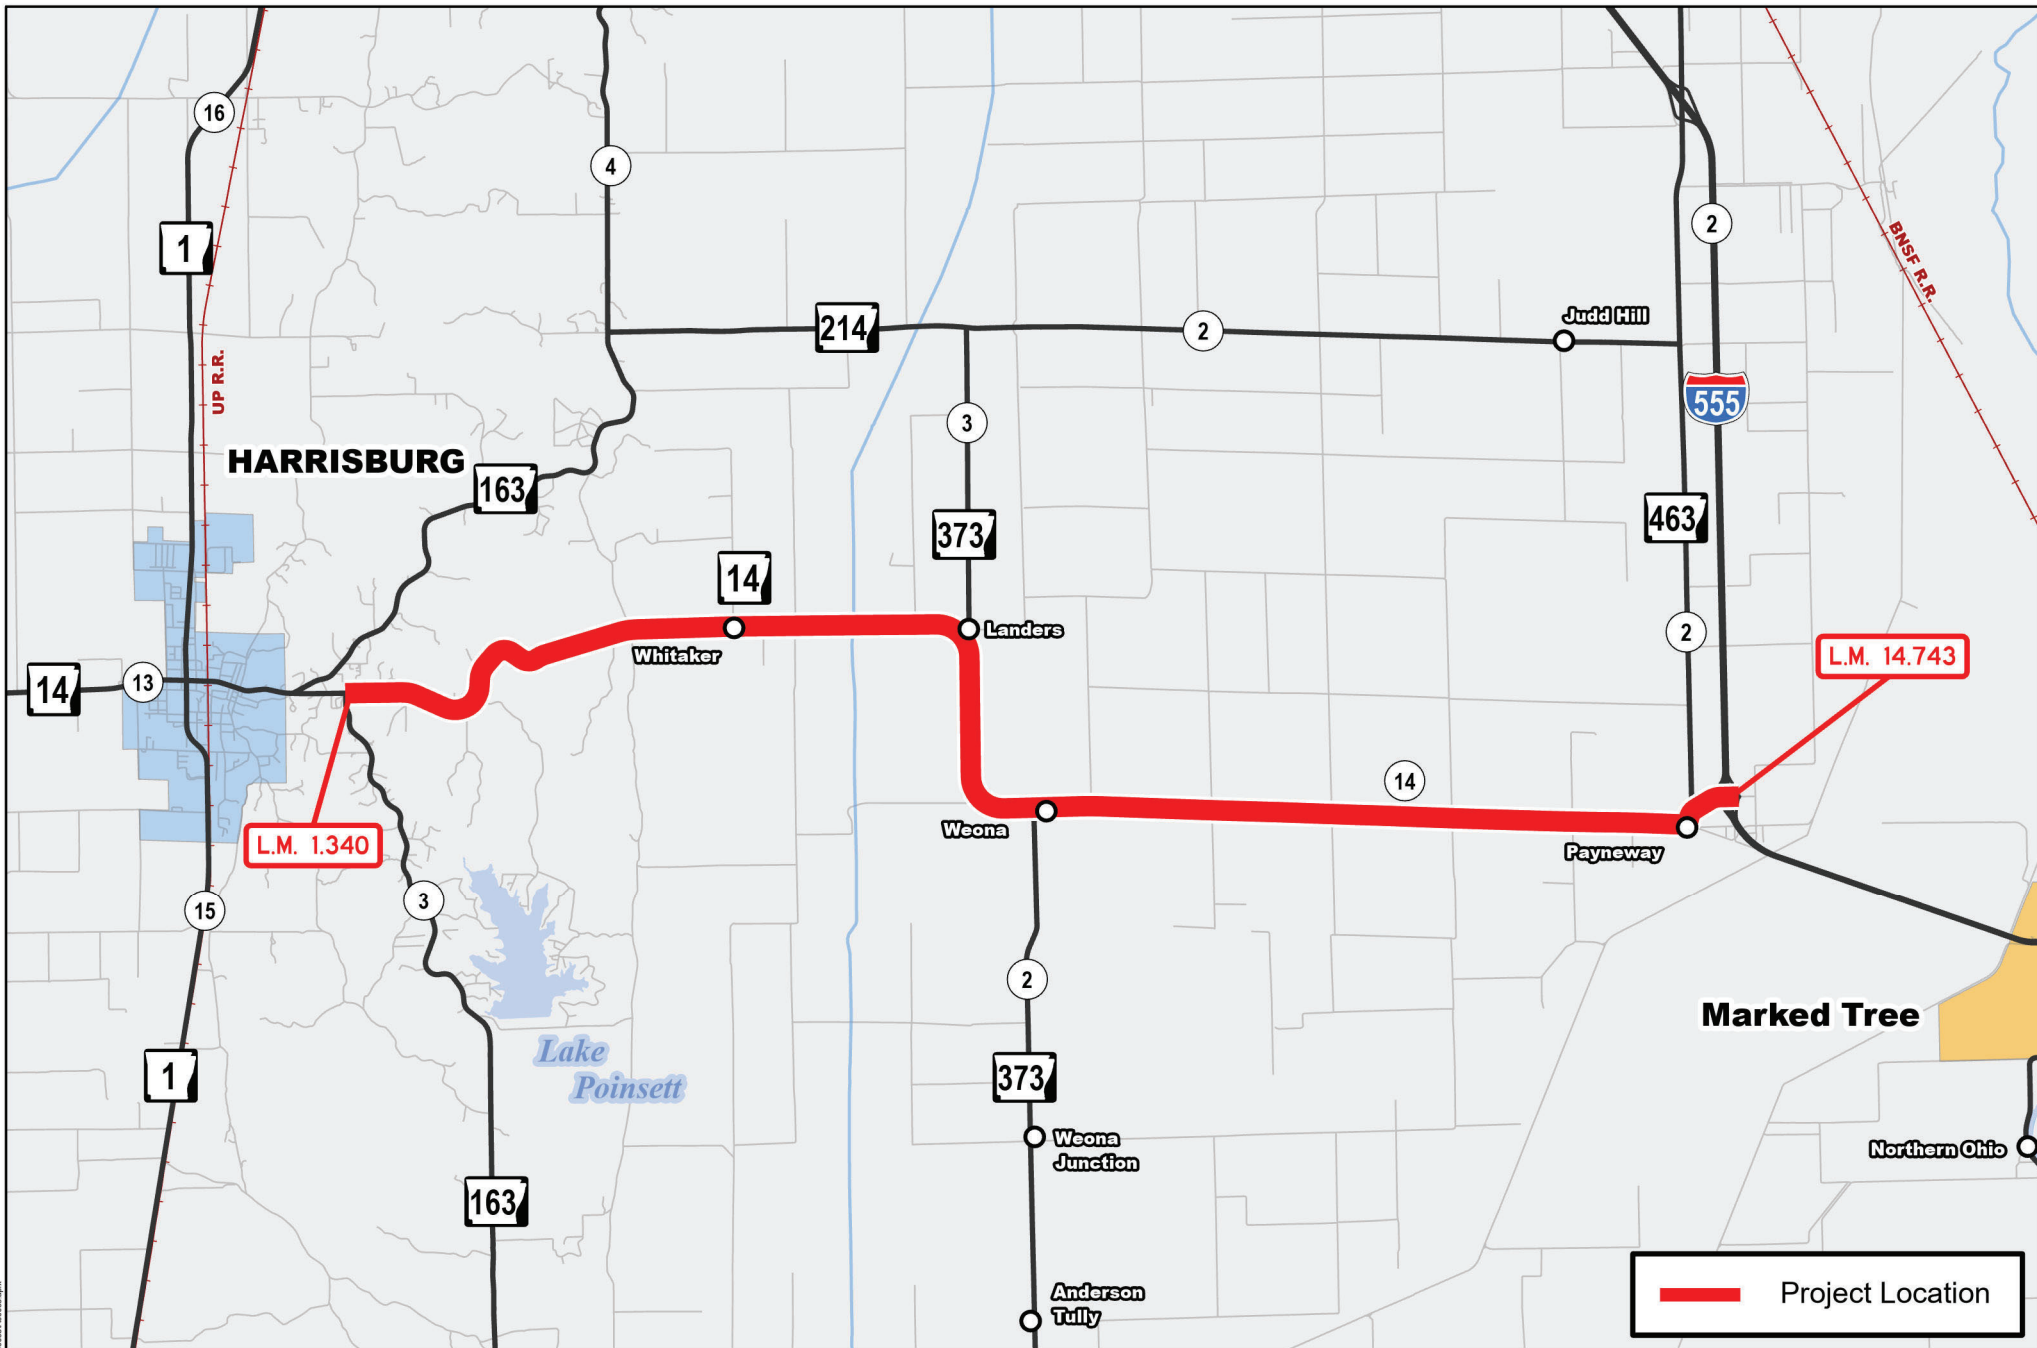 16
4
1
2
BNSF R.R.
214
2
Judd Hill
UP R.R.
3
555
HARRISBURG
163
463
373
14
2
Landers
Whitaker
L.M. 14.743
14
13
14
Weona
Payneway
L.M. 1.340
3
15
2
Marked Tree
Lake
Poinsett
1
373
Weona
Junction
Northern Ohio
163
Anderson
Tully
Project Location